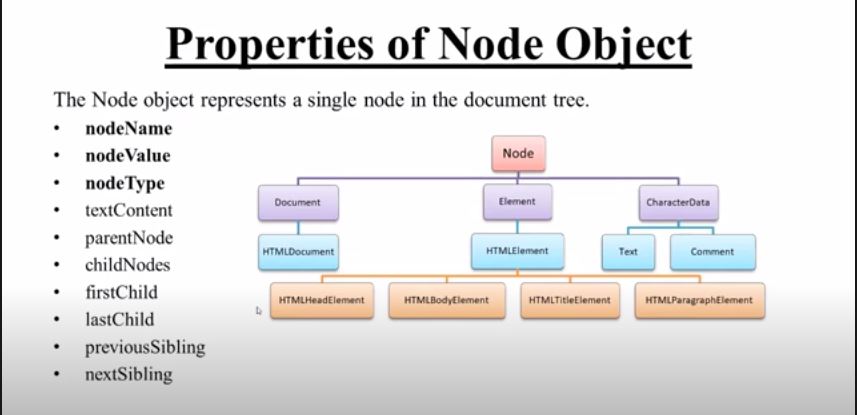 Properties of Node Object
The Node object represents a single node in the document tree.
• nodeName
• nodeValue
• nodeType
• textContent
• parentNode
• childNodes
• firstChild
• lastChild
• previousSibling
• nextSibling
Node
Document
Element
CharacterData
HTMLDocument
HTMLElement
Text
Comment
HTMLHeadElement
HTMLBodyElement
HTMLTitleElement
HTMLParagraphElement